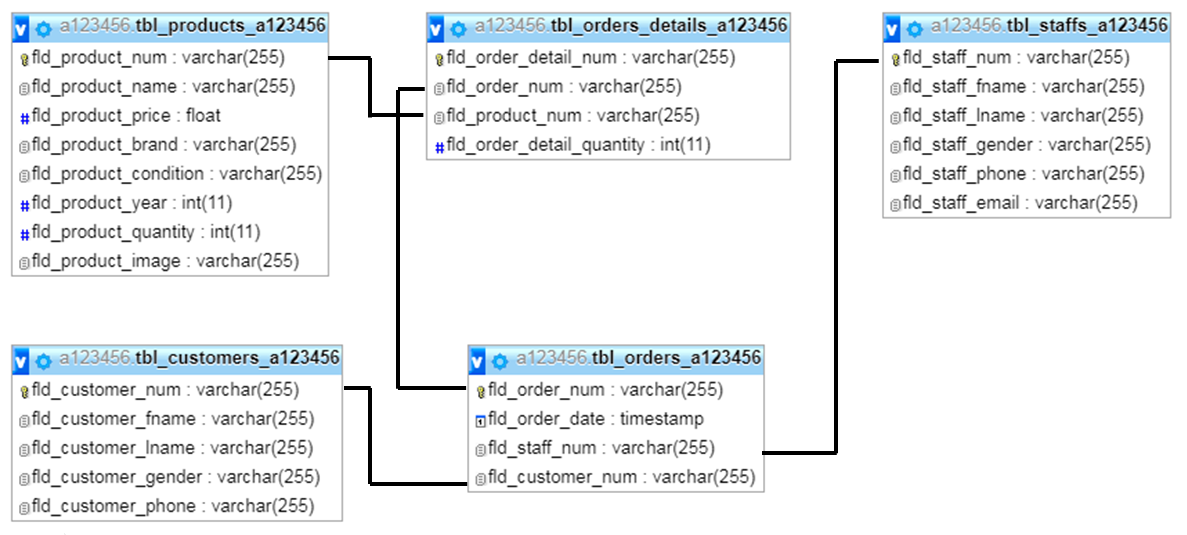 a123456.tbl_products_a123456
fld_product_num : varchar(255)
fld_product_name : varchar(255)
fld_product_price : float
fld_product_brand : varchar(255)
fld_product_condition : varchar(255)
fld_product_year : int(11)
fld_product_quantity : int(11)
fld_product_image : varchar(255)
a123456.tbl_orders_details_a123456
fld_order_detail_num : varchar(255)
fld_order_num : varchar(255)
fld_product_num : varchar(255)
fld_order_detail_quantity : int(11)
a123456.tbl_staffs_a123456
fld_staff_num : varchar(255)
fld_staff_fname : varchar(255)
fld_staff_lname : varchar(255)
fld_staff_gender : varchar(255)
fld_staff_phone : varchar(255)
fld_staff_email : varchar(255)
a123456.tbl_customers_a123456
fld_customer_num : varchar(255)
fld_customer_fname : varchar(255)
fld_customer_lname : varchar(255)
fld_customer_gender : varchar(255)
fld_customer_phone : varchar(255)
a123456.tbl_orders_a123456
fld_order_num : varchar(255)
fld_order_date : timestamp
fld_staff_num : varchar(255)
fld_customer_num : varchar(255)